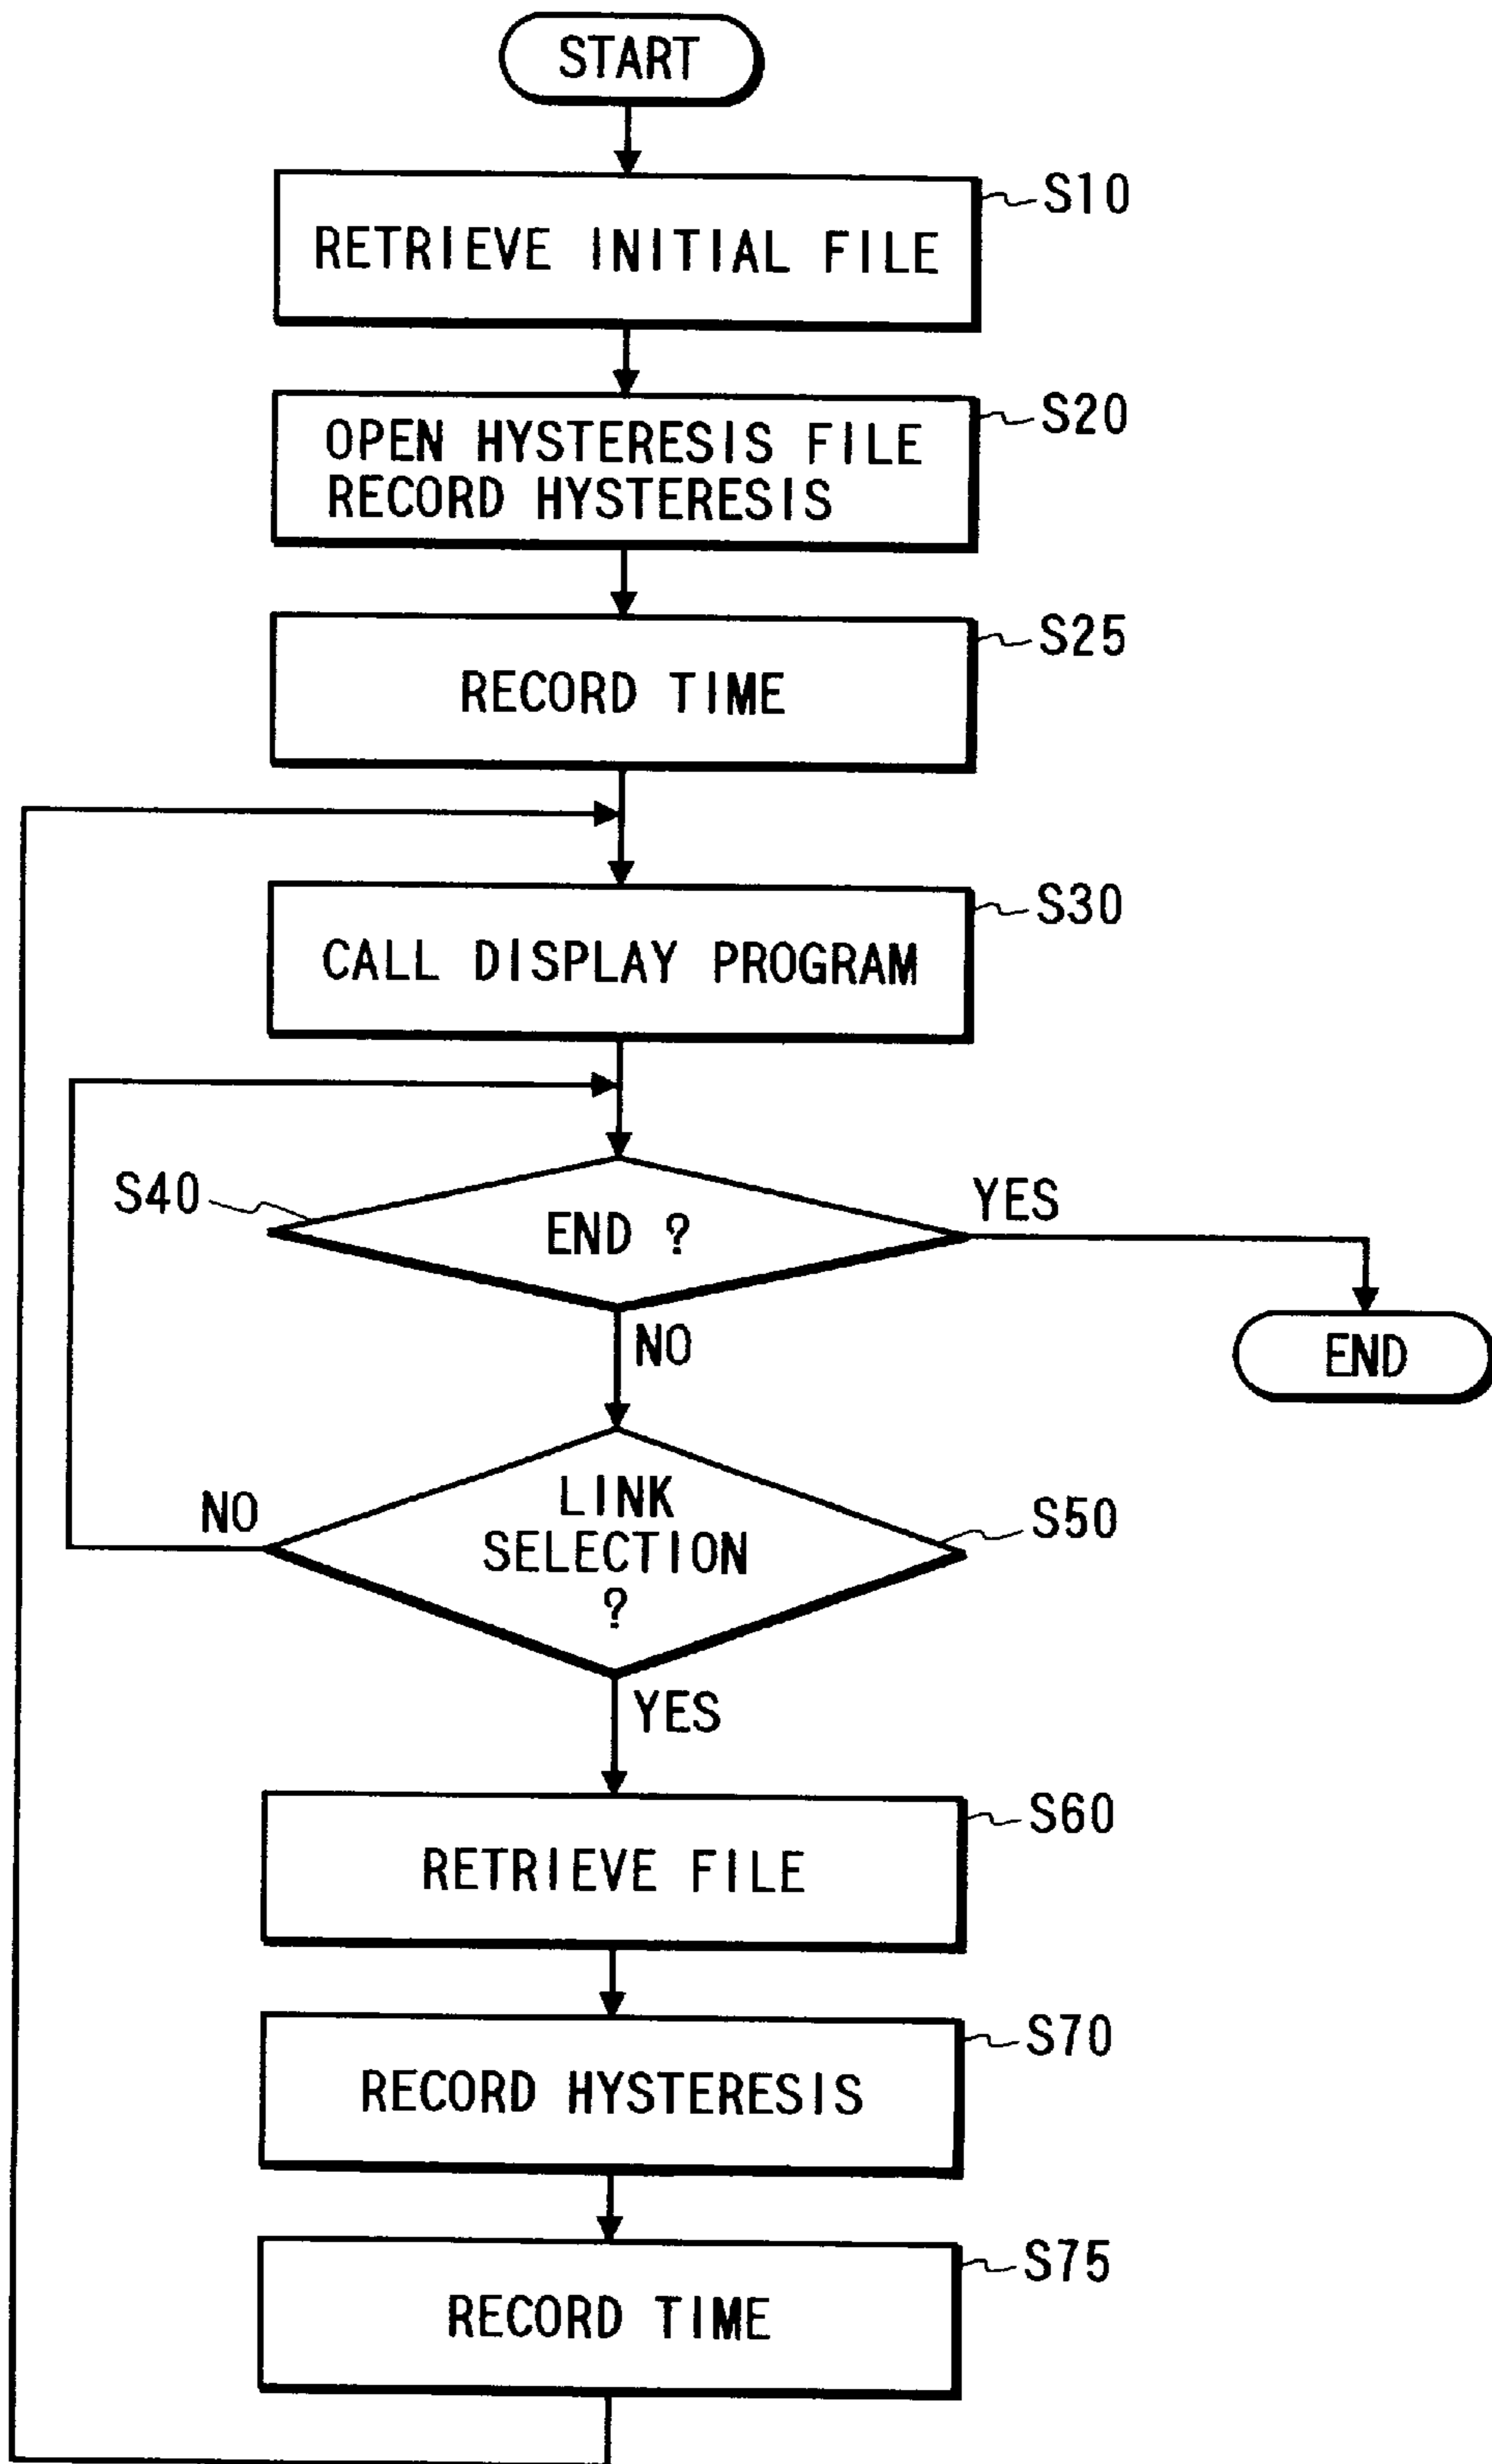 START
S10
RETRIEVE INITIAL FILE
S20
OPEN HYSTERESIS FILE
RECORD HYSTERESIS
S25
RECORD TIME
S30
CALL DISPLAY PROGRAM
S40
END ?
YES
NO
END
LINK
SELECTION
?
S50
NO
YES
S60
RETRIEVE FILE
S70
RECORD HYSTERESIS
S75
RECORD TIME